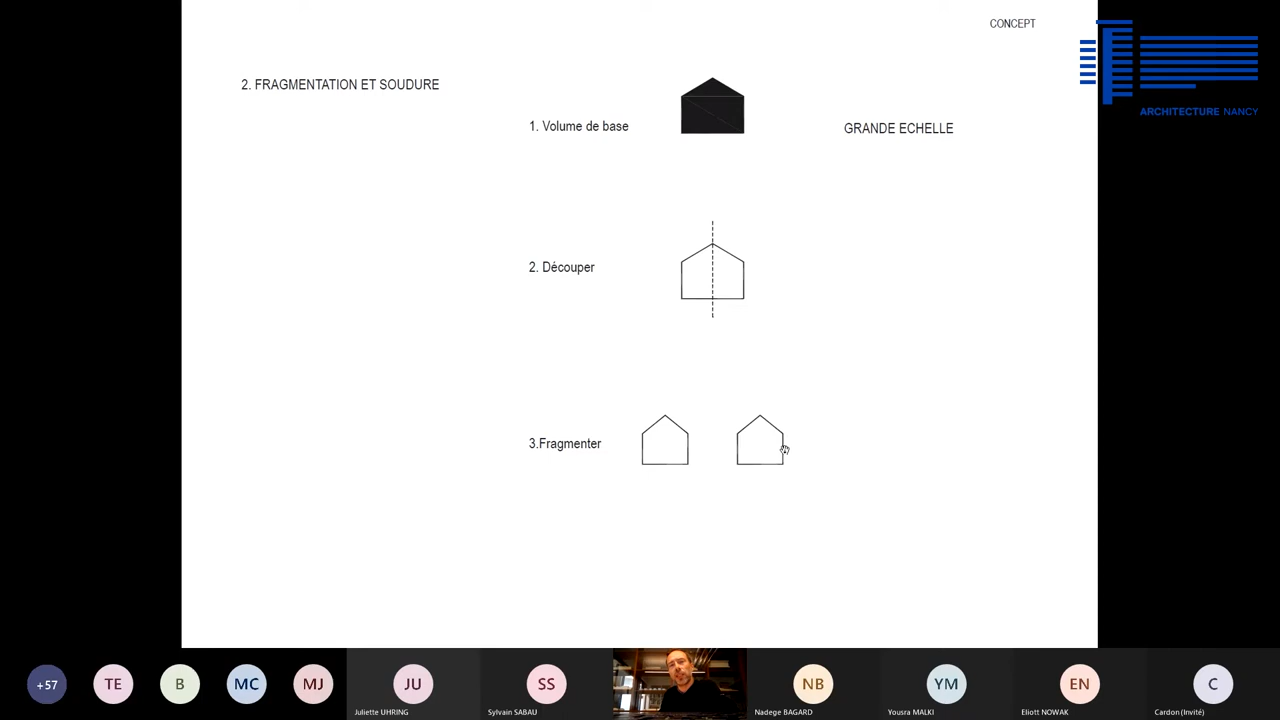 CONCEPT
2. FRAGMENTATION ET SOUDURE
1. Volume de base
GRANDE ECHELLE
ARCHITECTURE NANCY
2. Découper
3.Fragmenter
+57
TE
B
MC
MJ
JU
SS
NB
YM
EN
C
Juliette UHRING
Sylvain SABAU
Nadege BAGARD
Yousra MALKI
Eliott NOWAK
Cardon (Invité)